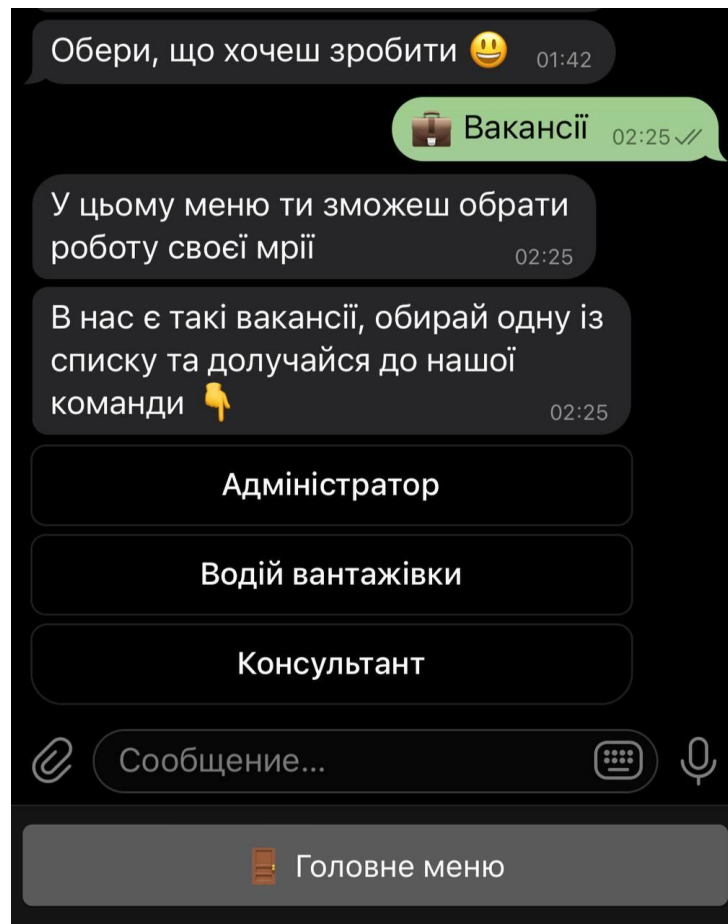 Обери, що хочеш зробити 😃 01:42
💼 Вакансії 02:25
У цьому меню ти зможеш обрати
роботу своєї мрії 02:25
В нас є такі вакансії, обирай одну із
списку та долучайся до нашої
команди 👇 02:25
Адміністратор
Водій вантажівки
Консультант
Сообщение...
🚪 Головне меню